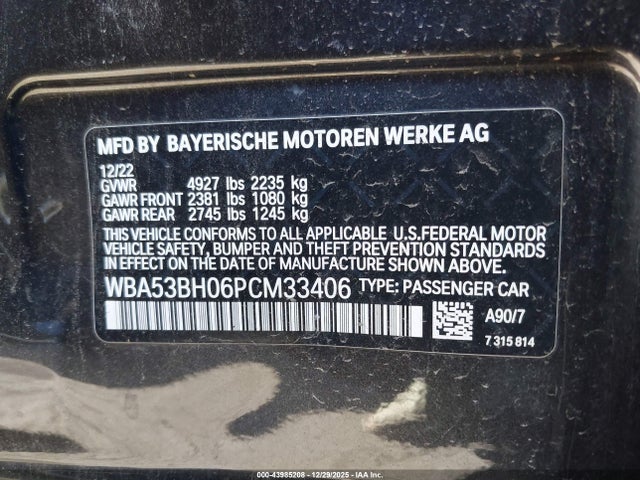 MFD BY BAYERISCHE MOTOREN WERKE AG
12/22
GVWR 4927 lbs 2235 kg
GAWR FRONT 2381 lbs 1080 kg
GAWR REAR 2745 lbs 1245 kg
THIS VEHICLE CONFORMS TO ALL APPLICABLE U.S.FEDERAL MOTOR
VEHICLE SAFETY, BUMPER AND THEFT PREVENTION STANDARDS
IN EFFECT ON THE DATE OF MANUFACTURE SHOWN ABOVE.
WBA53BH06PCM33406 TYPE: PASSENGER CAR
A90/7
7 315 814
00-43985208 - 12/29/2025 - IAA Inc.